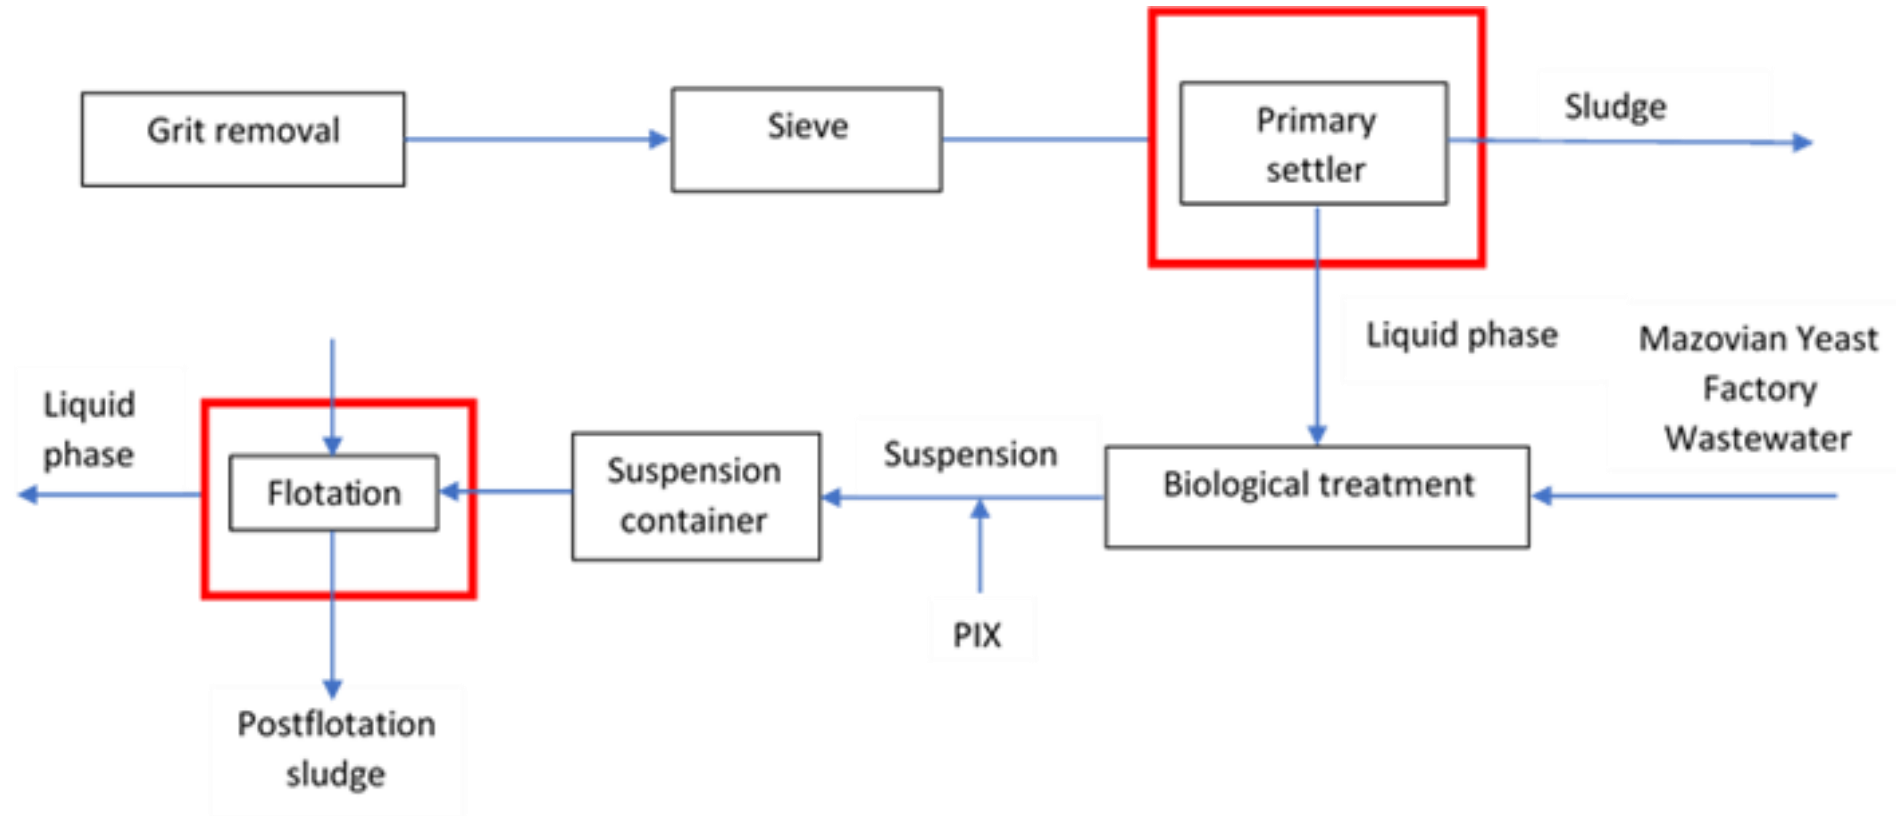 Grit removal
Sieve
Primary
settler
Sludge
Liquid phase
Mazovian Yeast
Factory
Wastewater
Liquid
phase
Flotation
Suspension
container
Suspension
Biological treatment
PIX
Postflotation
sludge